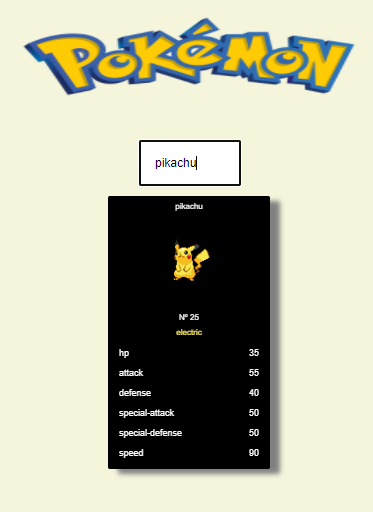 POKéMON
pikachu
pikachu
Nº 25
electric
hp 35
attack 55
defense 40
special-attack 50
special-defense 50
speed 90